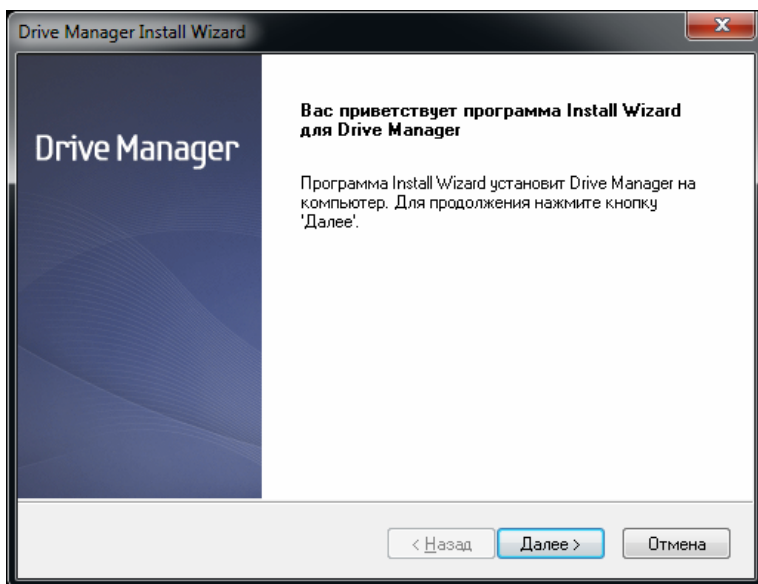 Drive Manager Install Wizard
Drive Manager
Вас приветствует программа Install Wizard
для Drive Manager
Программа Install Wizard установит Drive Manager на
компьютер. Для продолжения нажмите кнопку
'Далее'.
< Назад
Далее >
Отмена